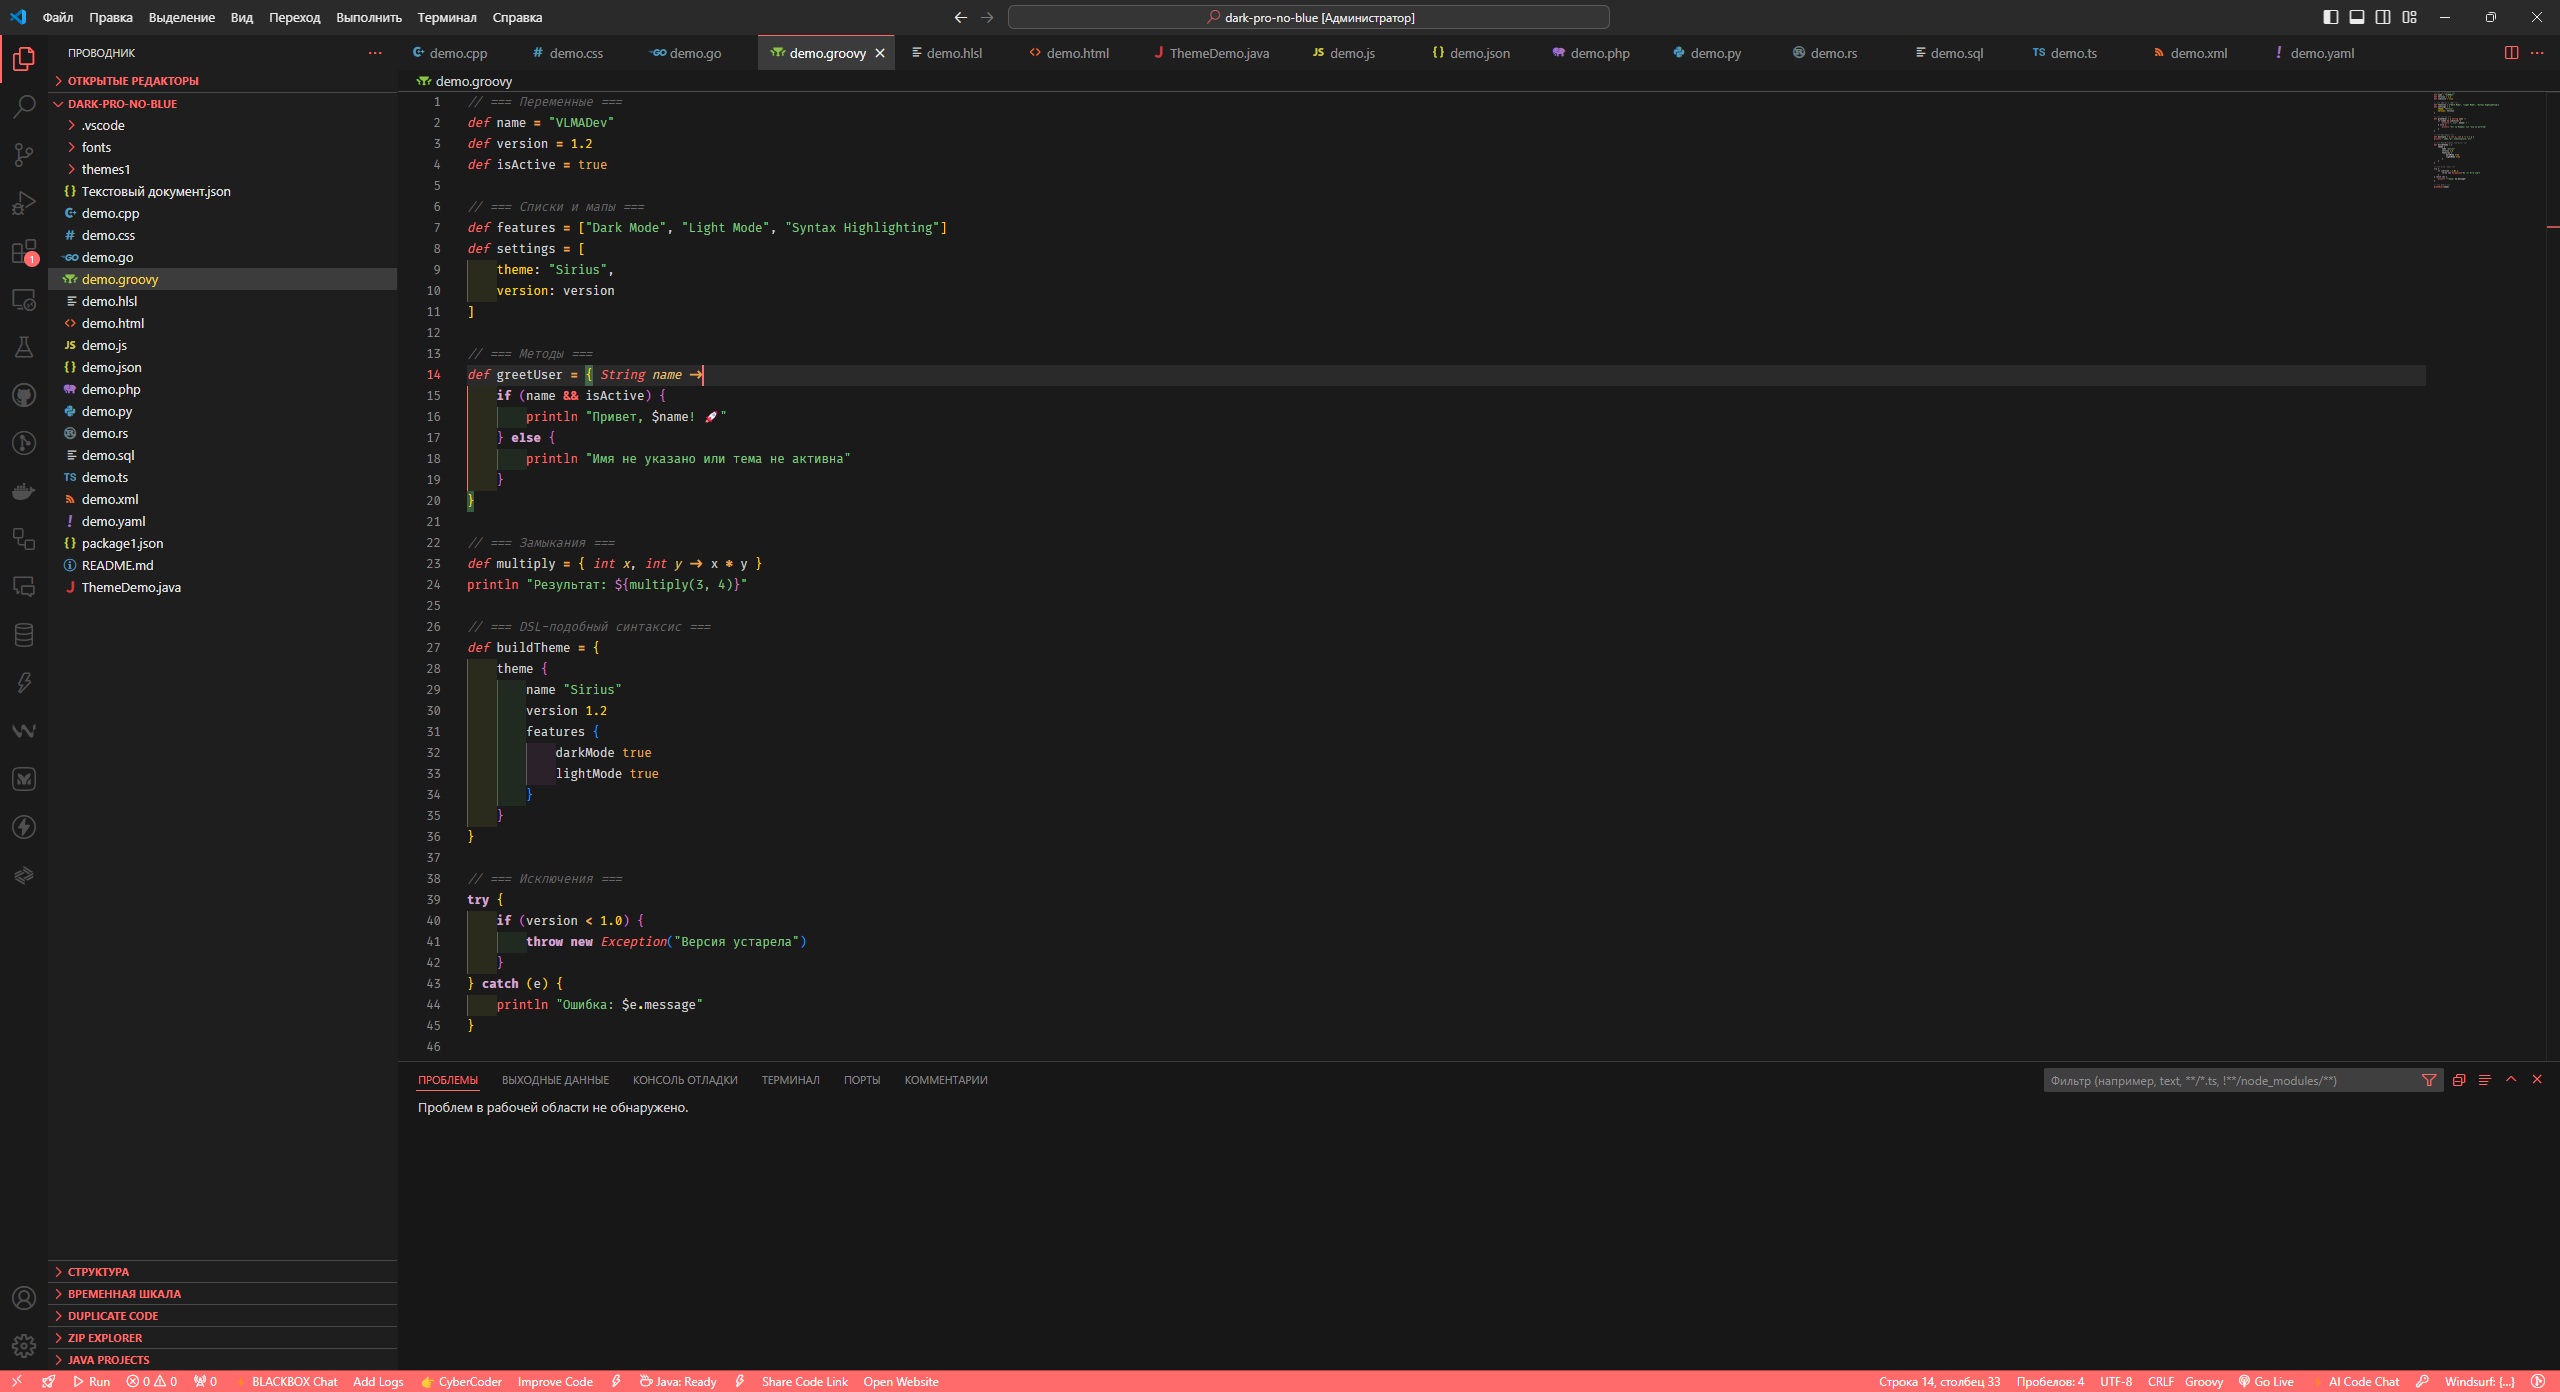 Файл Правка Выделение Вид Переход Выполнить Терминал Справка
dark-pro-no-blue [Администратор]
ПРОВОДНИК
ОТКРЫТЫЕ РЕДАКТОРЫ
DARK-PRO-NO-BLUE
.vscode
fonts
themes1
Текстовый документ.json
demo.cpp
demo.css
demo.go
demo.groovy
demo.hlsl
demo.html
demo.js
demo.json
demo.php
demo.py
demo.rs
demo.sql
demo.ts
demo.xml
demo.yaml
package1.json
README.md
ThemeDemo.java
СТРУКТУРА
ВРЕМЕННАЯ ШКАЛА
DUPLICATE CODE
ZIP EXPLORER
JAVA PROJECTS
1
demo.cpp demo.css demo.go demo.groovy demo.hlsl demo.html ThemeDemo.java demo.js demo.json demo.php demo.py demo.rs demo.sql demo.ts demo.xml demo.yaml
demo.groovy
1 // === Переменные ===
2 def name = "VLMADev"
3 def version = 1.2
4 def isActive = true
5
6 // === Списки и мапы ===
7 def features = ["Dark Mode", "Light Mode", "Syntax Highlighting"]
8 def settings = [
9 theme: "Sirius",
10 version: version
11 ]
12
13 // === Методы ===
14 def greetUser = { String name ->
15 if (name && isActive) {
16 println "Привет, $name! 🚀"
17 } else {
18 println "Имя не указано или тема не активна"
19 }
20 }
21
22 // === Замыкания ===
23 def multiply = { int x, int y -> x * y }
24 println "Результат: ${multiply(3, 4)}"
25
26 // === DSL-подобный синтаксис ===
27 def buildTheme = {
28 theme {
29 name "Sirius"
30 version 1.2
31 features {
32 darkMode true
33 lightMode true
34 }
35 }
36 }
37
38 // === Исключения ===
39 try {
40 if (version < 1.0) {
41 throw new Exception("Версия устарела")
42 }
43 } catch (e) {
44 println "Ошибка: $e.message"
45 }
46
ПРОБЛЕМЫ ВЫХОДНЫЕ ДАННЫЕ КОНСОЛЬ ОТЛАДКИ ТЕРМИНАЛ ПОРТЫ КОММЕНТАРИИ
Фильтр (например, text, **/*.ts, !**/node_modules/**)
Проблем в рабочей области не обнаружено.
Run 0 0 0 BLACKBOX Chat Add Logs CyberCoder Improve Code Java: Ready Share Code Link Open Website
Строка 14, столбец 33 Пробелов: 4 UTF-8 CRLF Groovy Go Live AI Code Chat Windsurf: {...}